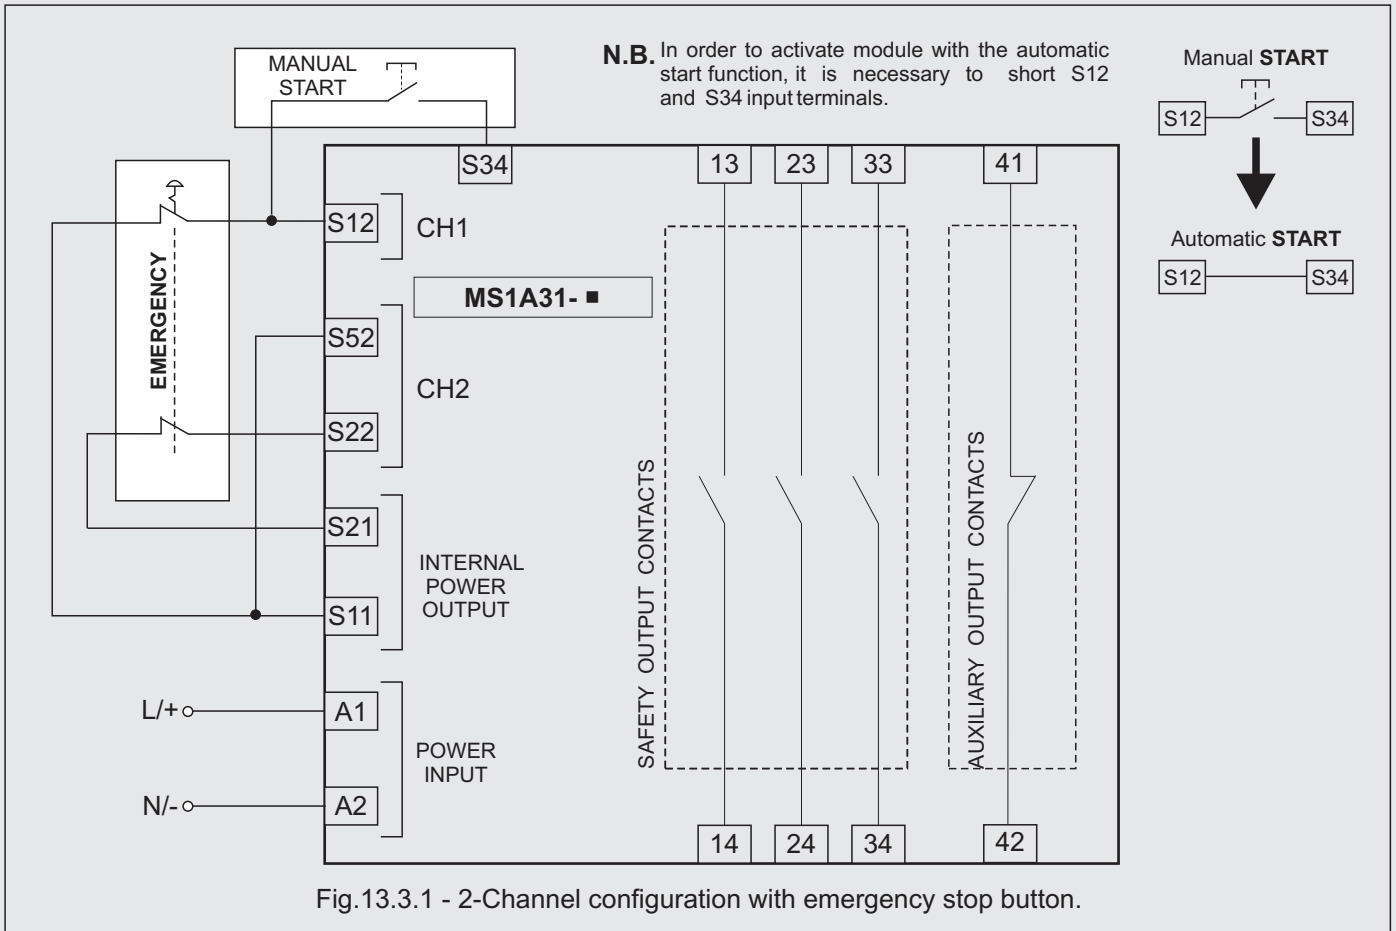 MANUAL
START
N.B. In order to activate module with the automatic
start function, it is necessary to short S12
and S34 input terminals.
Manual START
S12
S34
Automatic START
S12
S34
S34
13
23
33
41
S12
CH1
MS1A31- ■
S52
CH2
S22
EMERGENCY
S21
INTERNAL
POWER
OUTPUT
S11
L/+
A1
POWER
INPUT
N/-
A2
SAFETY OUTPUT CONTACTS
AUXILIARY OUTPUT CONTACTS
14
24
34
42
Fig.13.3.1 - 2-Channel configuration with emergency stop button.